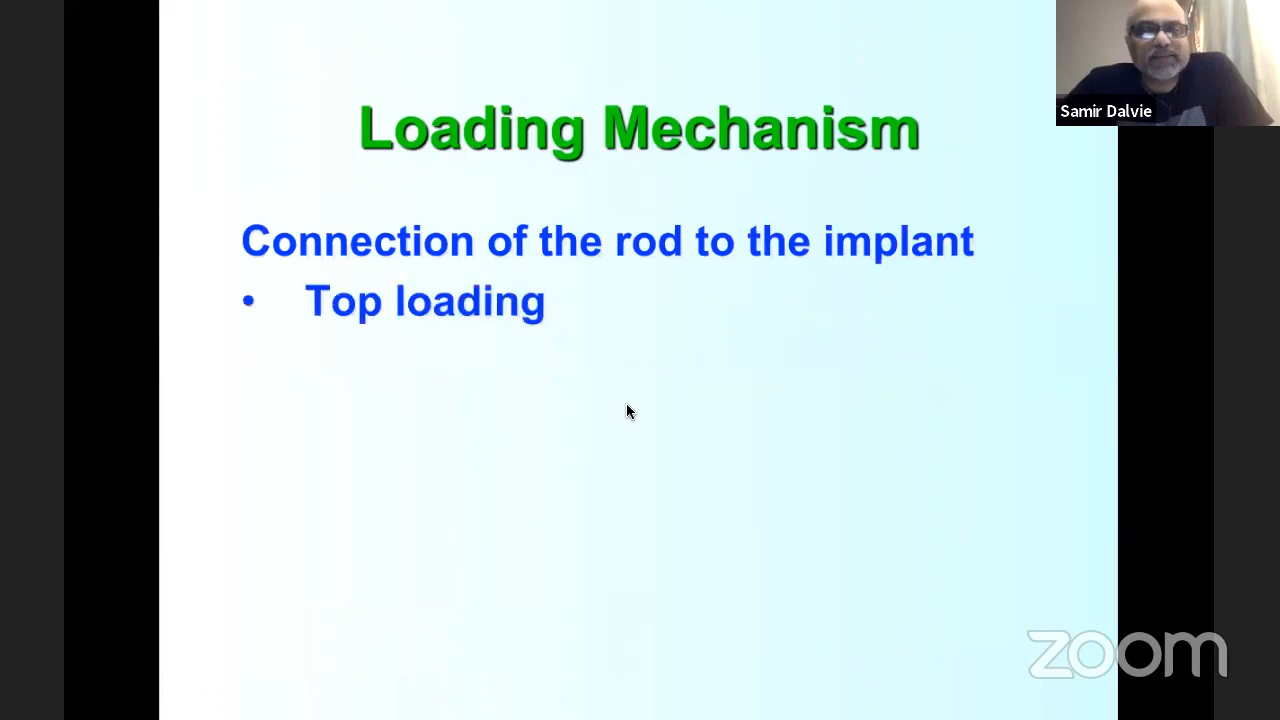 Samir Dalvie
Loading Mechanism
Connection of the rod to the implant
• Top loading
zoom